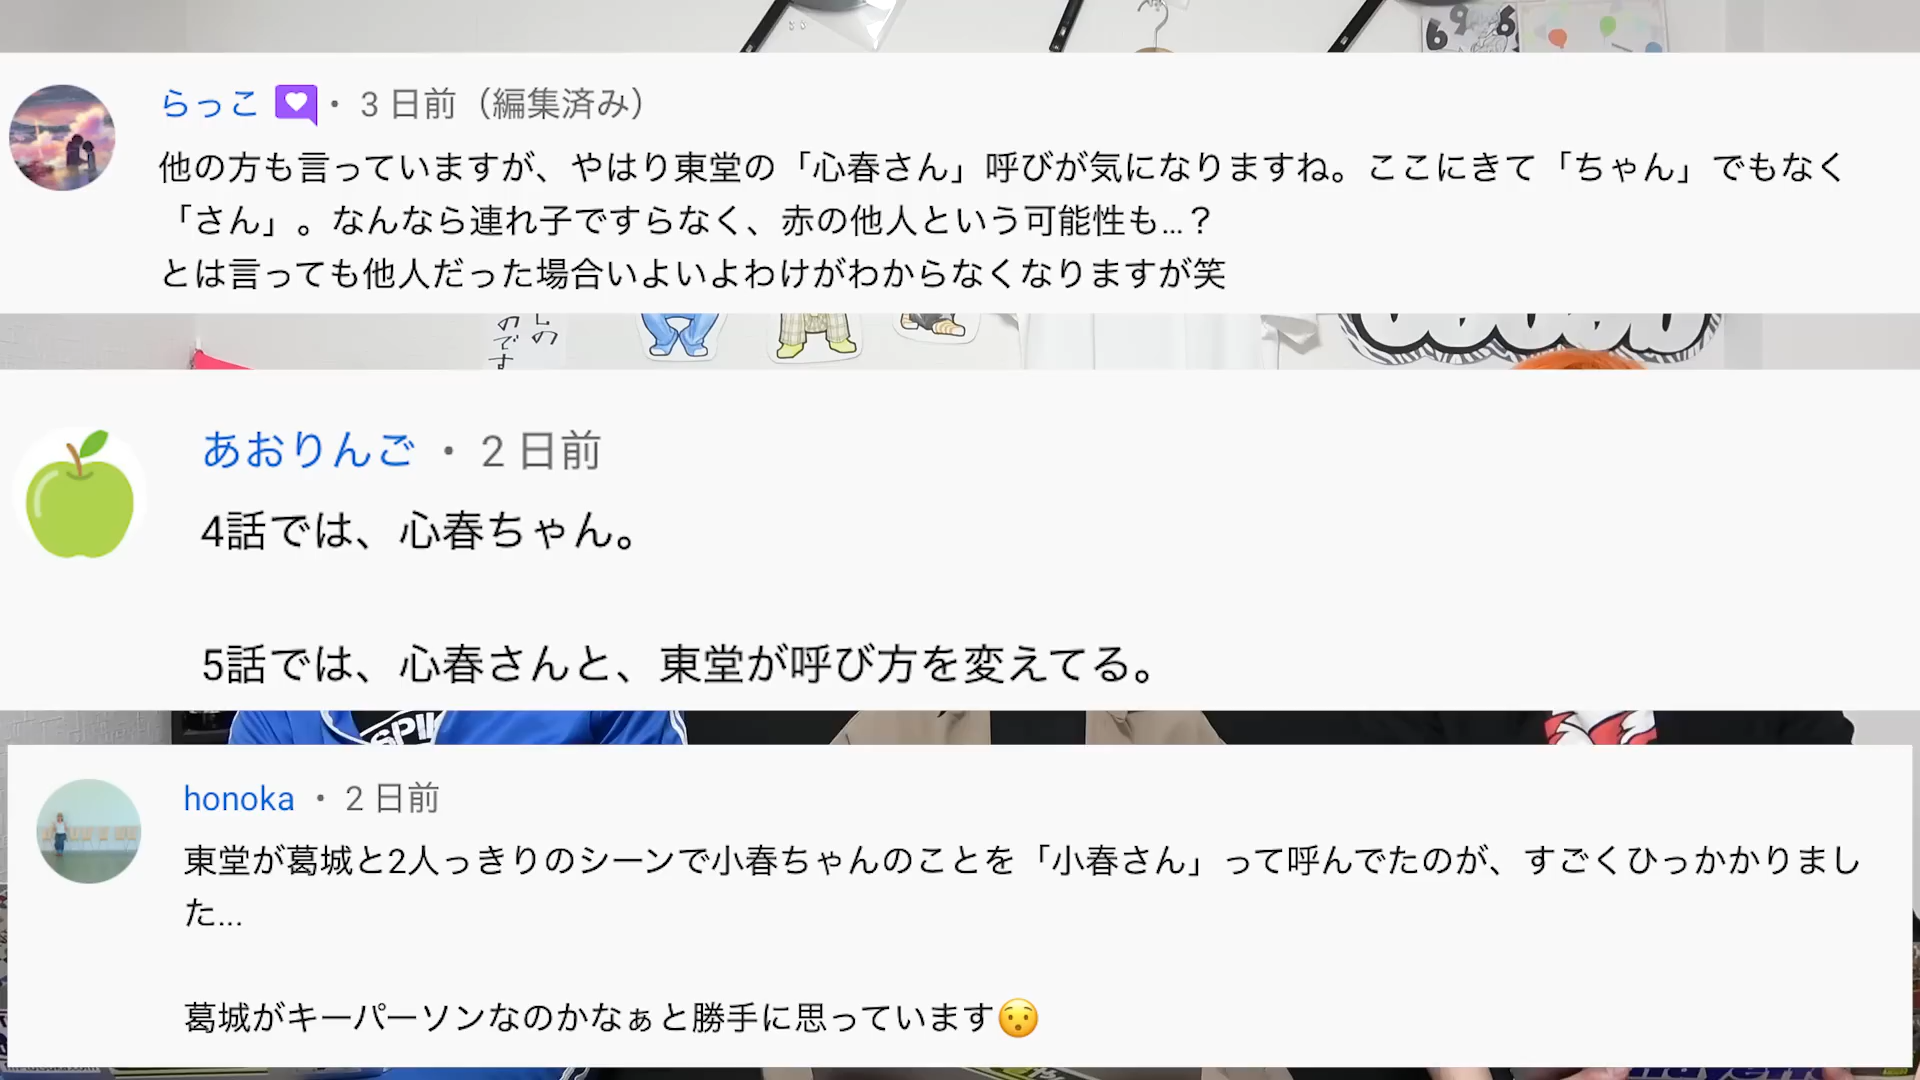 696
らっこ ・ 3 日前（編集済み）
他の方も言っていますが、やはり東堂の「心春さん」呼びが気になりますね。ここにきて「ちゃん」でもなく
「さん」。なんなら連れ子ですらなく、赤の他人という可能性も…？
とは言っても他人だった場合いよいよわけがわからなくなりますが笑
のです
あおりんご ・ 2 日前
4話では、心春ちゃん。
5話では、心春さんと、東堂が呼び方を変えてる。
honoka ・ 2 日前
東堂が葛城と2人っきりのシーンで小春ちゃんのことを「小春さん」って呼んでたのが、すごくひっかかりまし
た…
葛城がキーパーソンなのかなぁと勝手に思っています😯